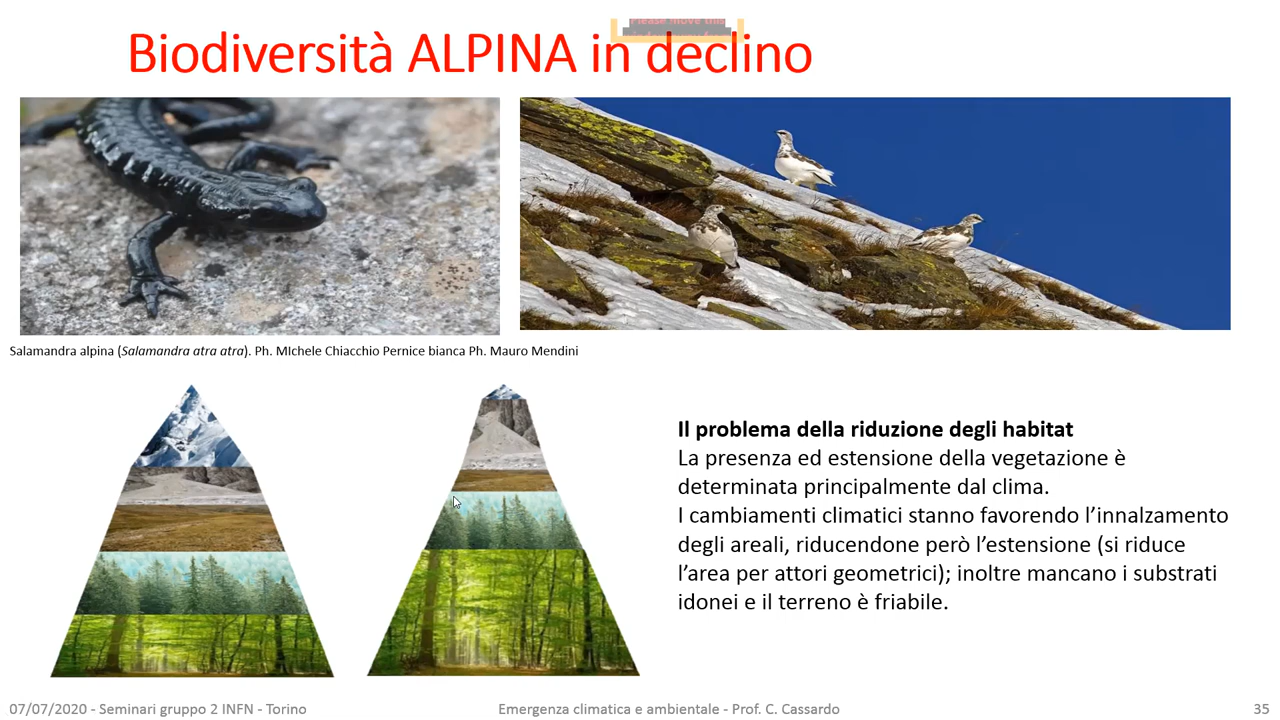 Please move this
Biodiversità ALPINA in declino
Salamandra alpina (Salamandra atra atra). Ph. MIchele Chiacchio Pernice bianca Ph. Mauro Mendini
Il problema della riduzione degli habitat
La presenza ed estensione della vegetazione è
determinata principalmente dal clima.
I cambiamenti climatici stanno favorendo l'innalzamento
degli areali, riducendone però l'estensione (si riduce
l'area per attori geometrici); inoltre mancano i substrati
idonei e il terreno è friabile.
07/07/2020 - Seminari gruppo 2 INFN - Torino
Emergenza climatica e ambientale - Prof. C. Cassardo
35